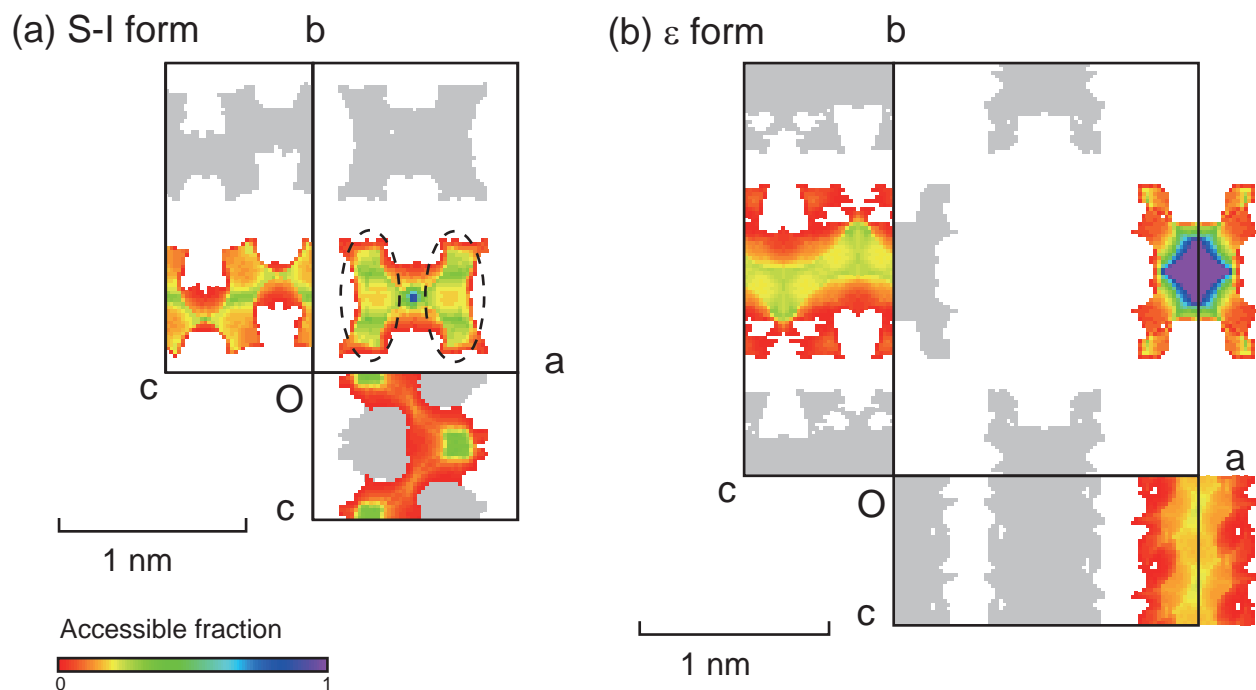 (a) S-I form
b
a
c
O
c
1 nm
Accessible fraction
0
1
(b) ε form
b
a
c
O
c
1 nm